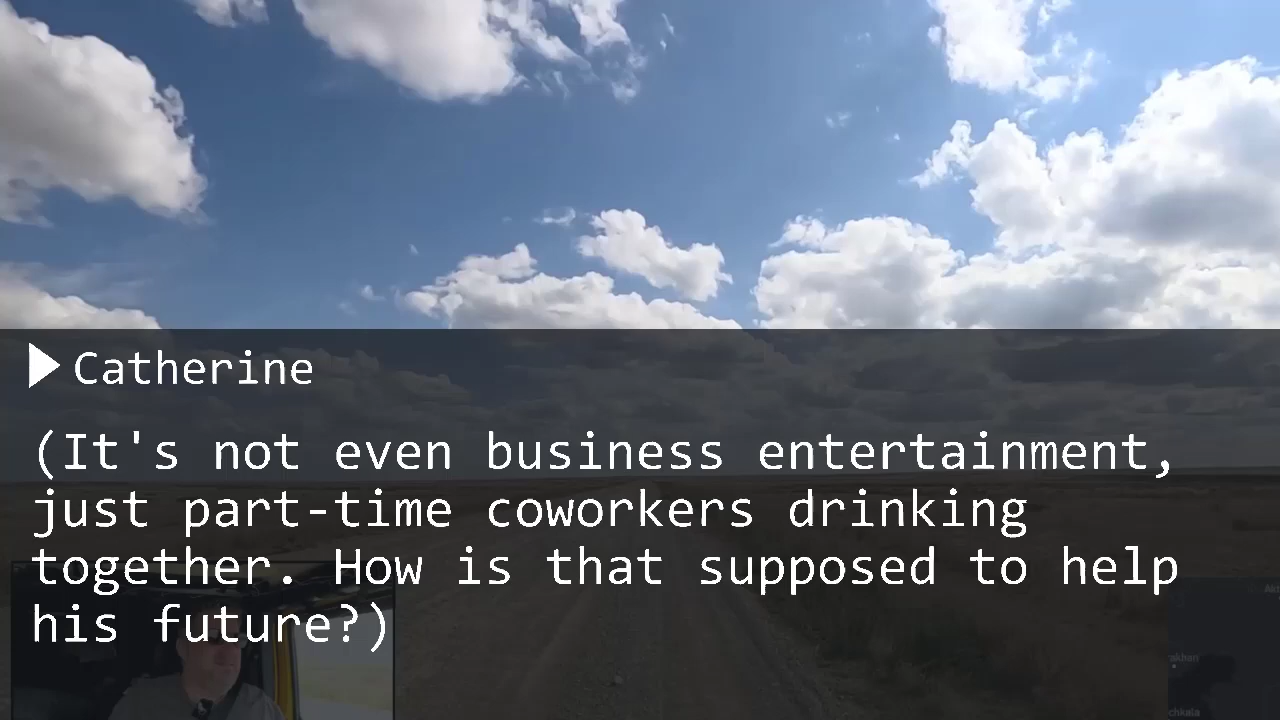 Catherine
(It's not even business entertainment,
just part-time coworkers drinking
together. How is that supposed to help
his future?)